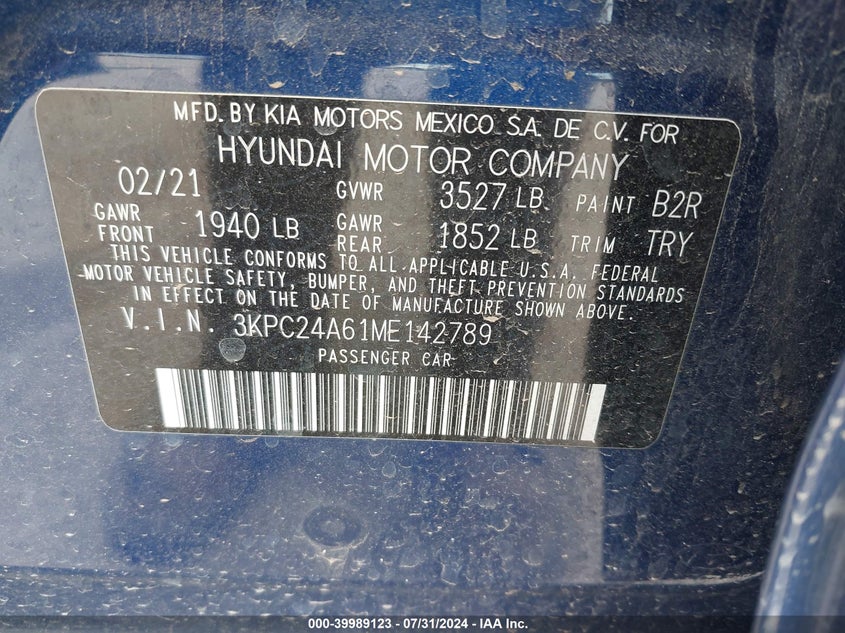 MFD. BY KIA MOTORS MEXICO S.A. DE C.V. FOR
HYUNDAI MOTOR COMPANY
02/21 GVWR 3527 LB PAINT B2R
GAWR FRONT 1940 LB GAWR REAR 1852 LB TRIM TRY
THIS VEHICLE CONFORMS TO ALL APPLICABLE U.S.A. FEDERAL
MOTOR VEHICLE SAFETY, BUMPER, AND THEFT PREVENTION STANDARDS
IN EFFECT ON THE DATE OF MANUFACTURE SHOWN ABOVE.
V.I.N. 3KPC24A61ME142789
PASSENGER CAR
000-39989123 - 07/31/2024 - IAA Inc.